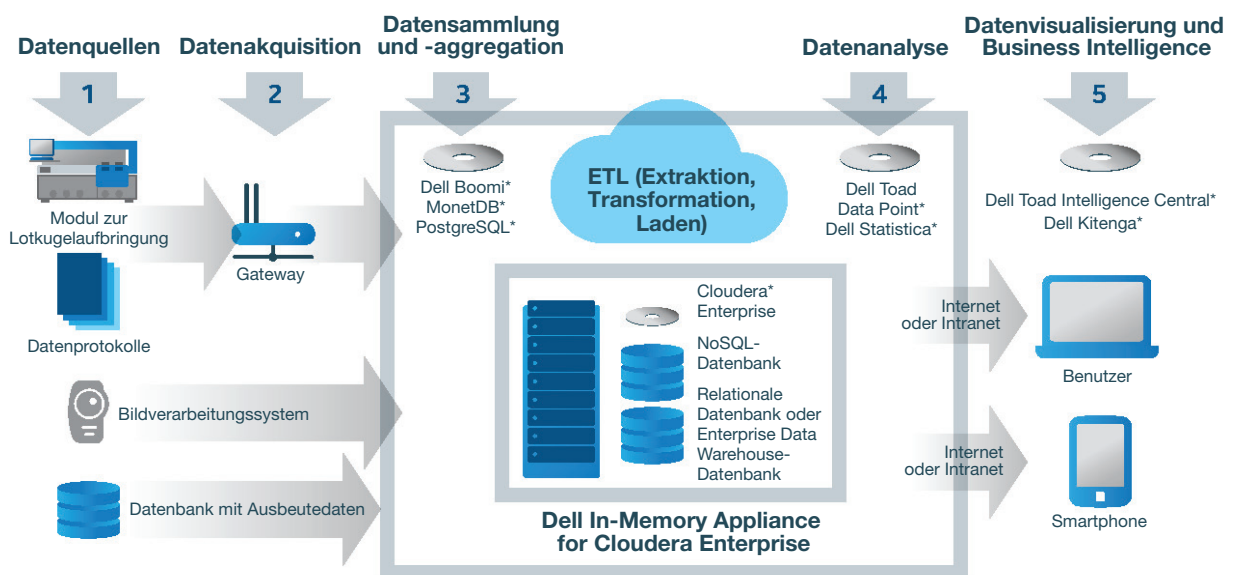 Datenquellen
Datenakquisition
Datensammlung
und -aggregation
Datenanalyse
Datenvisualisierung und
Business Intelligence
1
2
3
4
5
Modul zur
Lotkugelaufbringung
Datenprotokolle
Gateway
Bildverarbeitungssystem
Datenbank mit Ausbeutedaten
Dell Boomi*
MonetDB*
PostgreSQL*
ETL (Extraktion,
Transformation,
Laden)
Cloudera*
Enterprise
NoSQL-
Datenbank
Relationale
Datenbank oder
Enterprise Data
Warehouse-
Datenbank
Dell In-Memory Appliance
for Cloudera Enterprise
Dell Toad
Data Point*
Dell Statistica*
Dell Toad Intelligence Central*
Dell Kitenga*
Internet
oder Intranet
Benutzer
Internet
oder Intranet
Smartphone